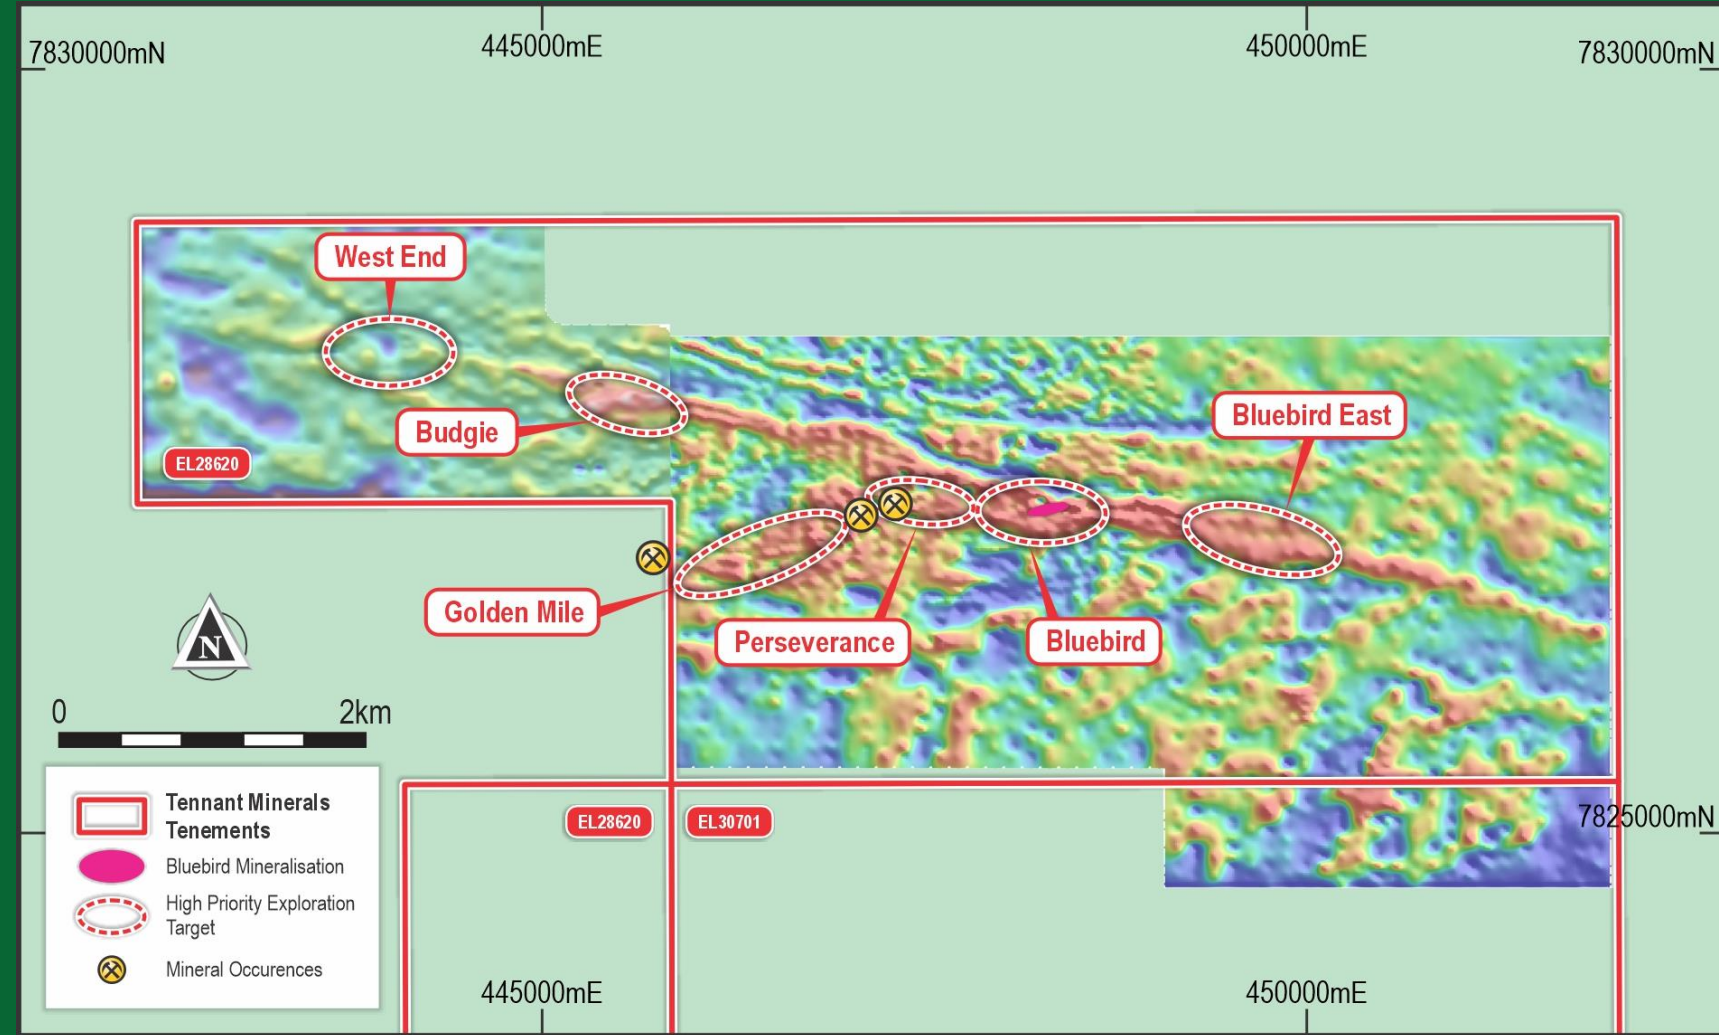 445000mE
450000mE
7830000mN
7830000mN
West End
Budgie
Bluebird East
EL28620
Golden Mile
Perseverance
Bluebird
N
0
2km
Tennant Minerals
Tenements
Bluebird Mineralisation
High Priority Exploration
Target
Mineral Occurences
EL28620
EL30701
7825000mN
445000mE
450000mE